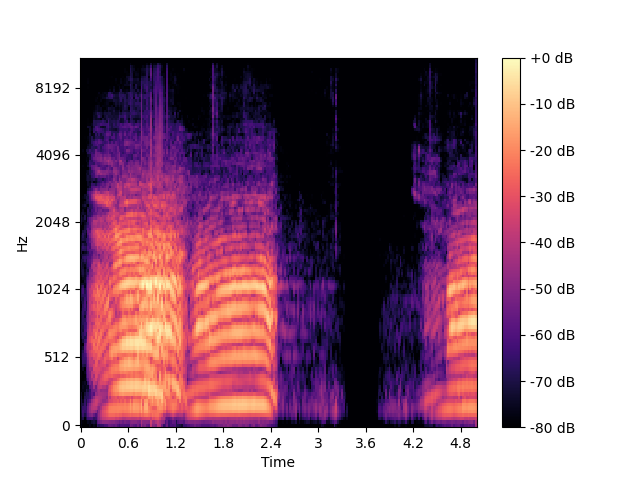 8192
4096
2048
1024
512
0
Hz
0 0.6 1.2 1.8 2.4 3 3.6 4.2 4.8
Time
+0 dB
-10 dB
-20 dB
-30 dB
-40 dB
-50 dB
-60 dB
-70 dB
-80 dB